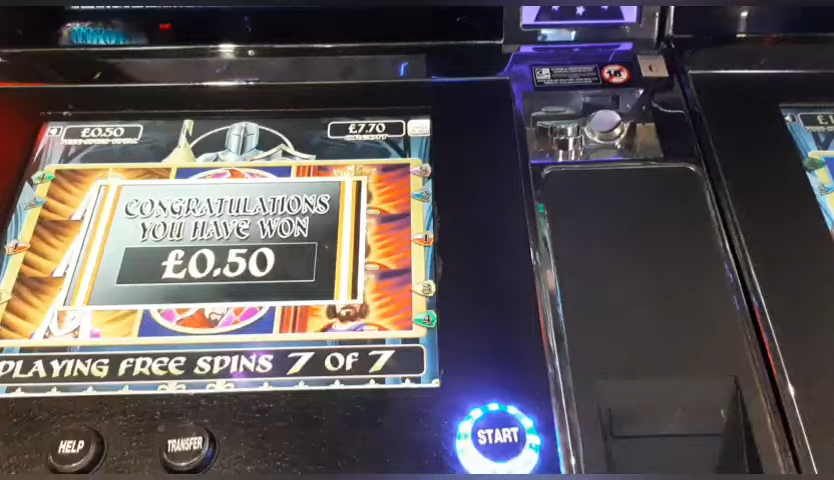 £0.50
£7.70
CONGRATULATIONS
YOU HAVE WON
£0.50
PLAYING FREE SPINS 7 OF 7
HELP
TRANSFER
START
18